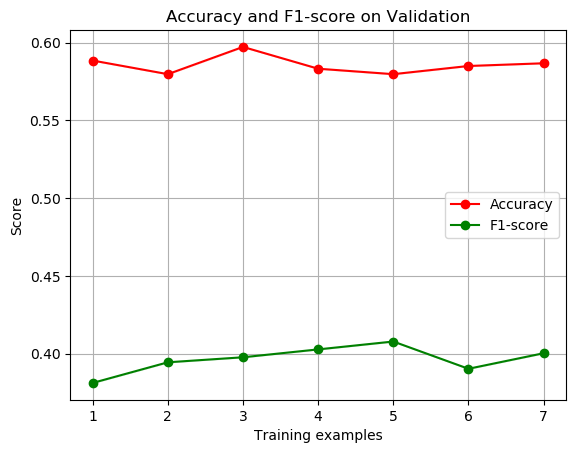 Accuracy and F1-score on Validation
0.60
0.55
0.50
0.45
0.40
Score
Accuracy
F1-score
1 2 3 4 5 6 7
Training examples